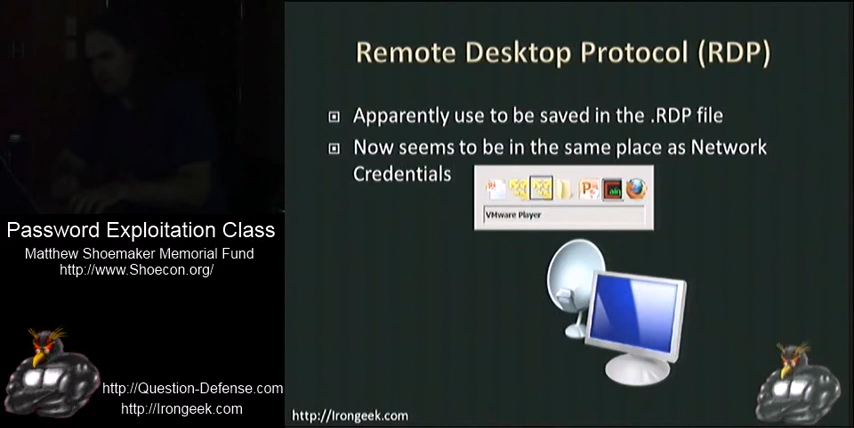 Remote Desktop Protocol (RDP)
Apparently use to be saved in the .RDP file
Now seems to be in the same place as Network
Credentials
VMware Player
Password Exploitation Class
Matthew Shoemaker Memorial Fund
http://www.Shoecon.org/
http://Question-Defense.com
http://Irongeek.com
http://Irongeek.com